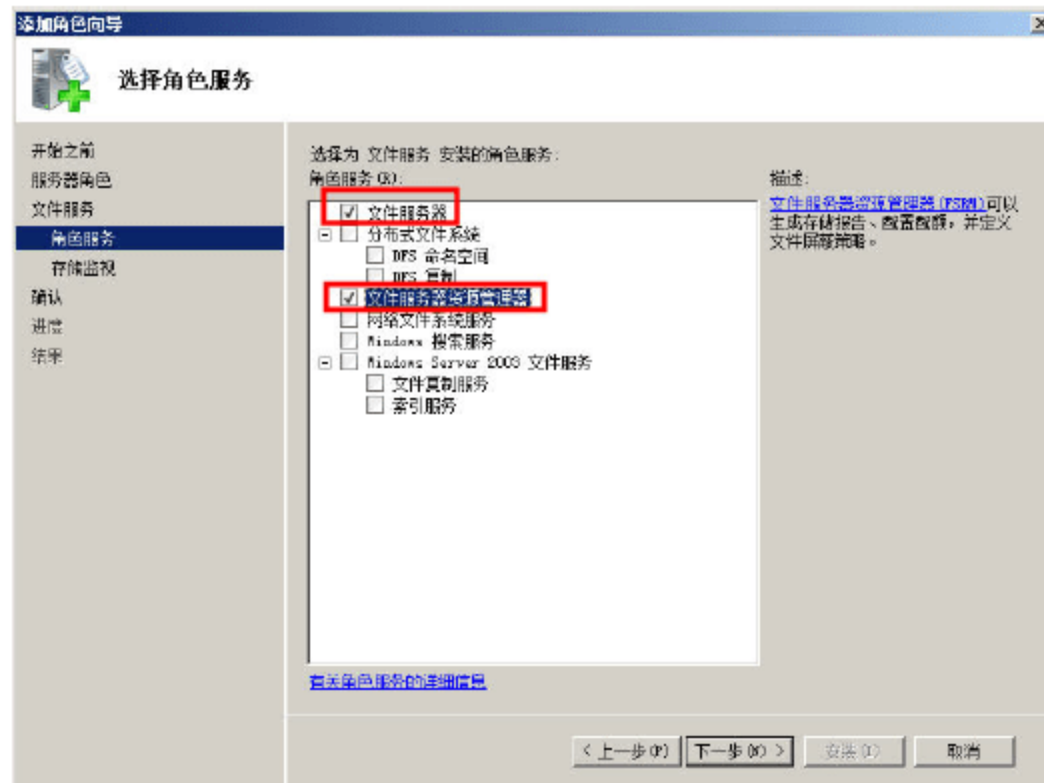 添加角色向导
选择角色服务
开始之前
服务器角色
文件服务
角色服务
存储监视
确认
进度
结果
选择为 文件服务 安装的角色服务:
角色服务(R):
文件服务器
分布式文件系统
DFS 命名空间
DFS 复制
文件服务器资源管理器
网络文件系统服务
Windows 搜索服务
Windows Server 2003 文件服务
文件复制服务
索引服务
有关角色服务的详细信息
描述:
文件服务器资源管理器(FSRM)可以
生成存储报告、配置配额,并定义
文件屏蔽策略。
< 上一步(P)
下一步(N) >
安装(I)
取消